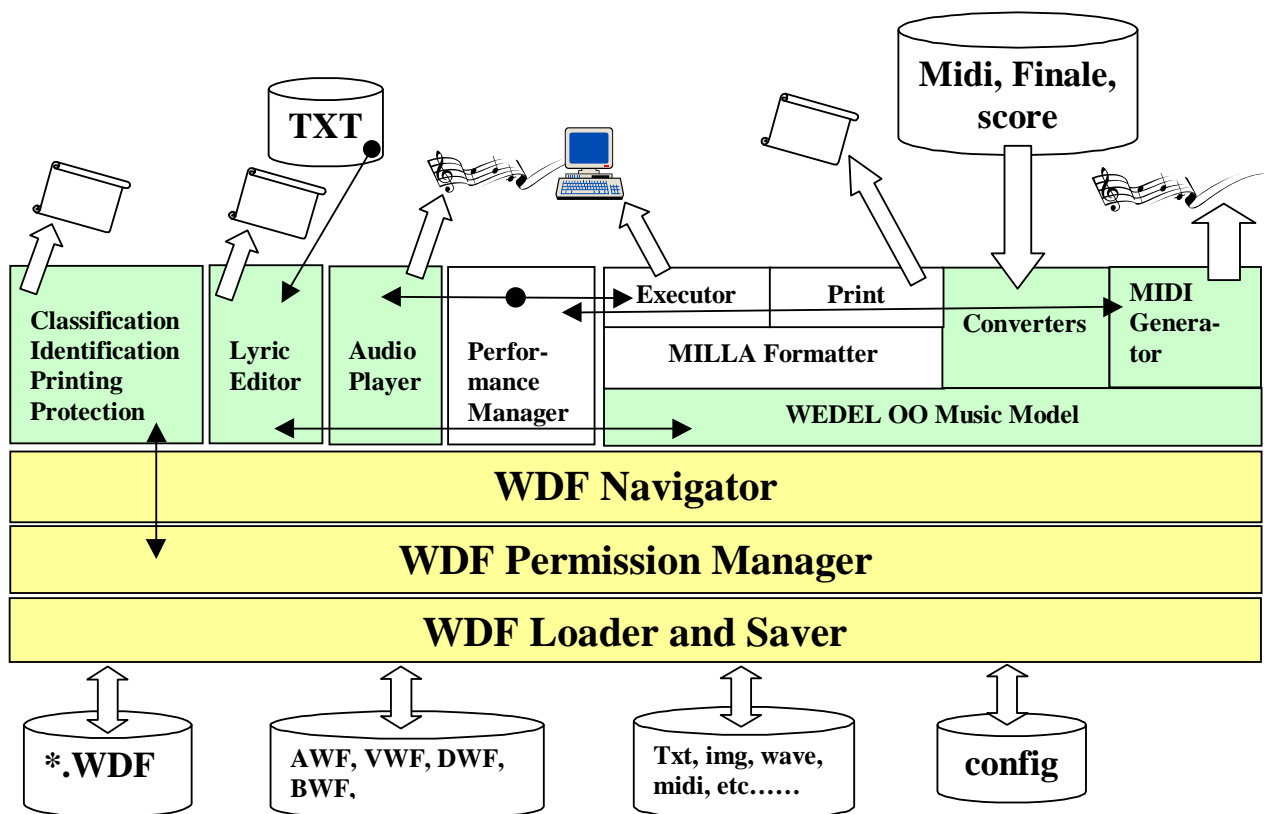 Midi, Finale,
score
TXT
Classification
Identification
Printing
Protection
Lyric
Editor
Audio
Player
Perfor-
mance
Manager
Executor
Print
MILLA Formatter
Converters
MIDI
Genera-
tor
WEDEL OO Music Model
WDF Navigator
WDF Permission Manager
WDF Loader and Saver
*.WDF
AWF, VWF, DWF,
BWF,
Txt, img, wave,
midi, etc......
config